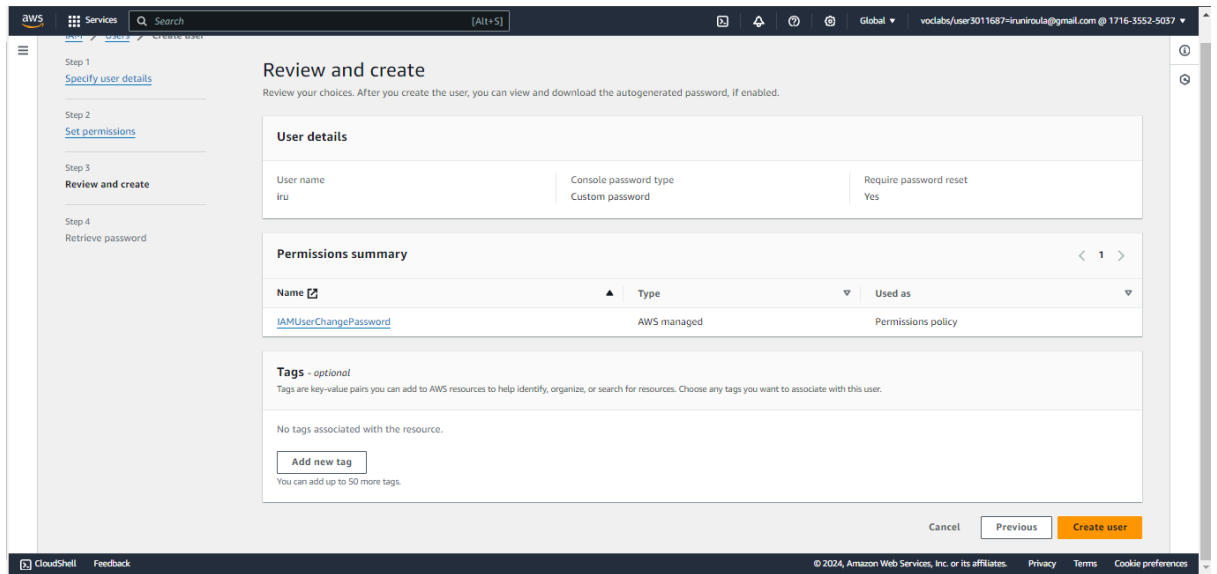 aws
Services
Search [Alt+S]
Global
voclabs/user3011687=iruniroula@gmail.com @ 1716-3552-5037
IAM > Users > Create user
Step 1
Specify user details
Step 2
Set permissions
Step 3
Review and create
Step 4
Retrieve password
Review and create
Review your choices. After you create the user, you can view and download the autogenerated password, if enabled.
User details
User name
iru
Console password type
Custom password
Require password reset
Yes
Permissions summary
1
Name Type Used as
IAMUserChangePassword AWS managed Permissions policy
Tags - optional
Tags are key-value pairs you can add to AWS resources to help identify, organize, or search for resources. Choose any tags you want to associate with this user.
No tags associated with the resource.
Add new tag
You can add up to 50 more tags.
Cancel Previous Create user
CloudShell Feedback © 2024, Amazon Web Services, Inc. or its affiliates. Privacy Terms Cookie preferences